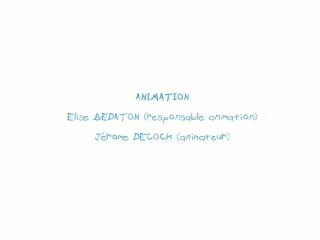 ANIMATION
Elise BEDATON (responsable animation)
Jérome DECOCK (animateur)